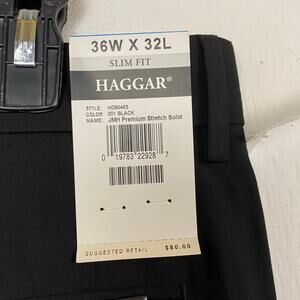 36W X 32L
SLIM FIT
HAGGAR®
STYLE: HD90483
COLOR: 001 BLACK
NAME: JMH Premium Stretch Solid
0 19783 22928 7
SUGGESTED RETAIL $80.00